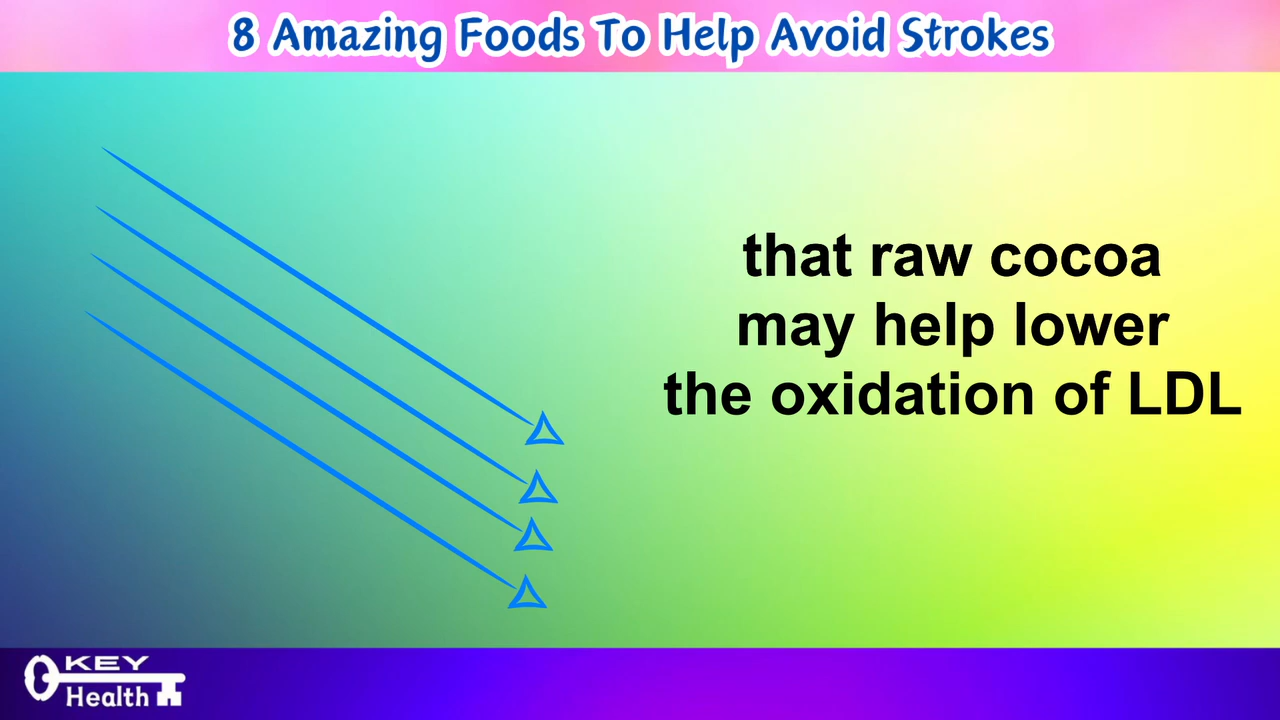 8 Amazing Foods To Help Avoid Strokes
that raw cocoa
may help lower
the oxidation of LDL
KEY
Health